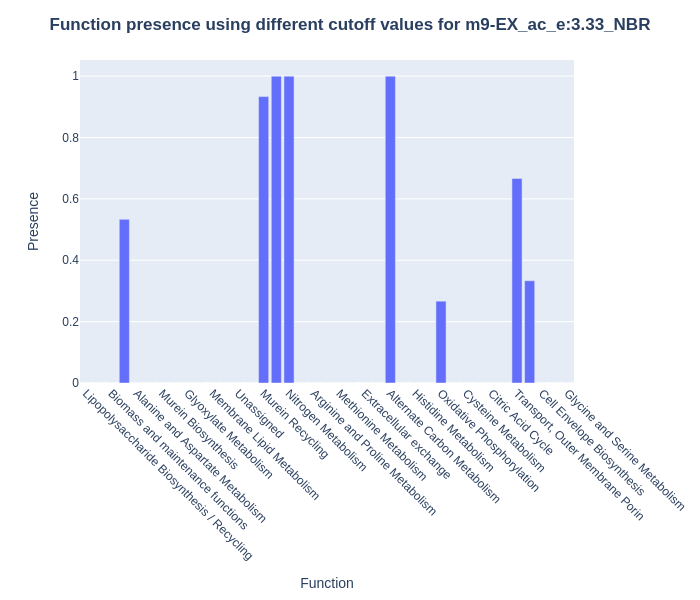 Function presence using different cutoff values for m9-EX_ac_e:3.33_NBR
Presence
1
0.8
0.6
0.4
0.2
0
Lipopolysaccharide Biosynthesis / Recycling
Biomass and maintenance functions
Alanine and Aspartate Metabolism
Murein Biosynthesis
Glyoxylate Metabolism
Membrane Lipid Metabolism
Unassigned
Murein Recycling
Nitrogen Metabolism
Arginine and Proline Metabolism
Methionine Metabolism
Extracellular exchange
Alternate Carbon Metabolism
Histidine Metabolism
Oxidative Phosphorylation
Cysteine Metabolism
Citric Acid Cycle
Transport, Outer Membrane Porin
Cell Envelope Biosynthesis
Glycine and Serine Metabolism
Function